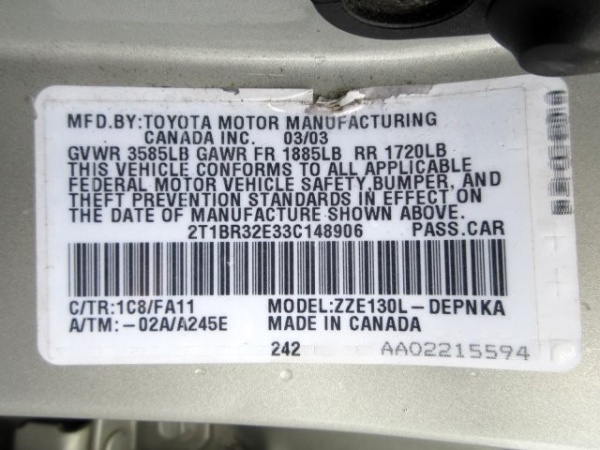 MFD.BY:TOYOTA MOTOR MANUFACTURING
CANADA INC. 03/03
GVWR 3585LB GAWR FR 1885LB RR 1720LB
THIS VEHICLE CONFORMS TO ALL APPLICABLE
FEDERAL MOTOR VEHICLE SAFETY,BUMPER, AND
THEFT PREVENTION STANDARDS IN EFFECT ON
THE DATE OF MANUFACTURE SHOWN ABOVE.
2T1BR32E33C148906 PASS.CAR
C/TR:1C8/FA11 MODEL:ZZE130L-DEPNKA
A/TM:-02A/A245E MADE IN CANADA
242 AA02215594